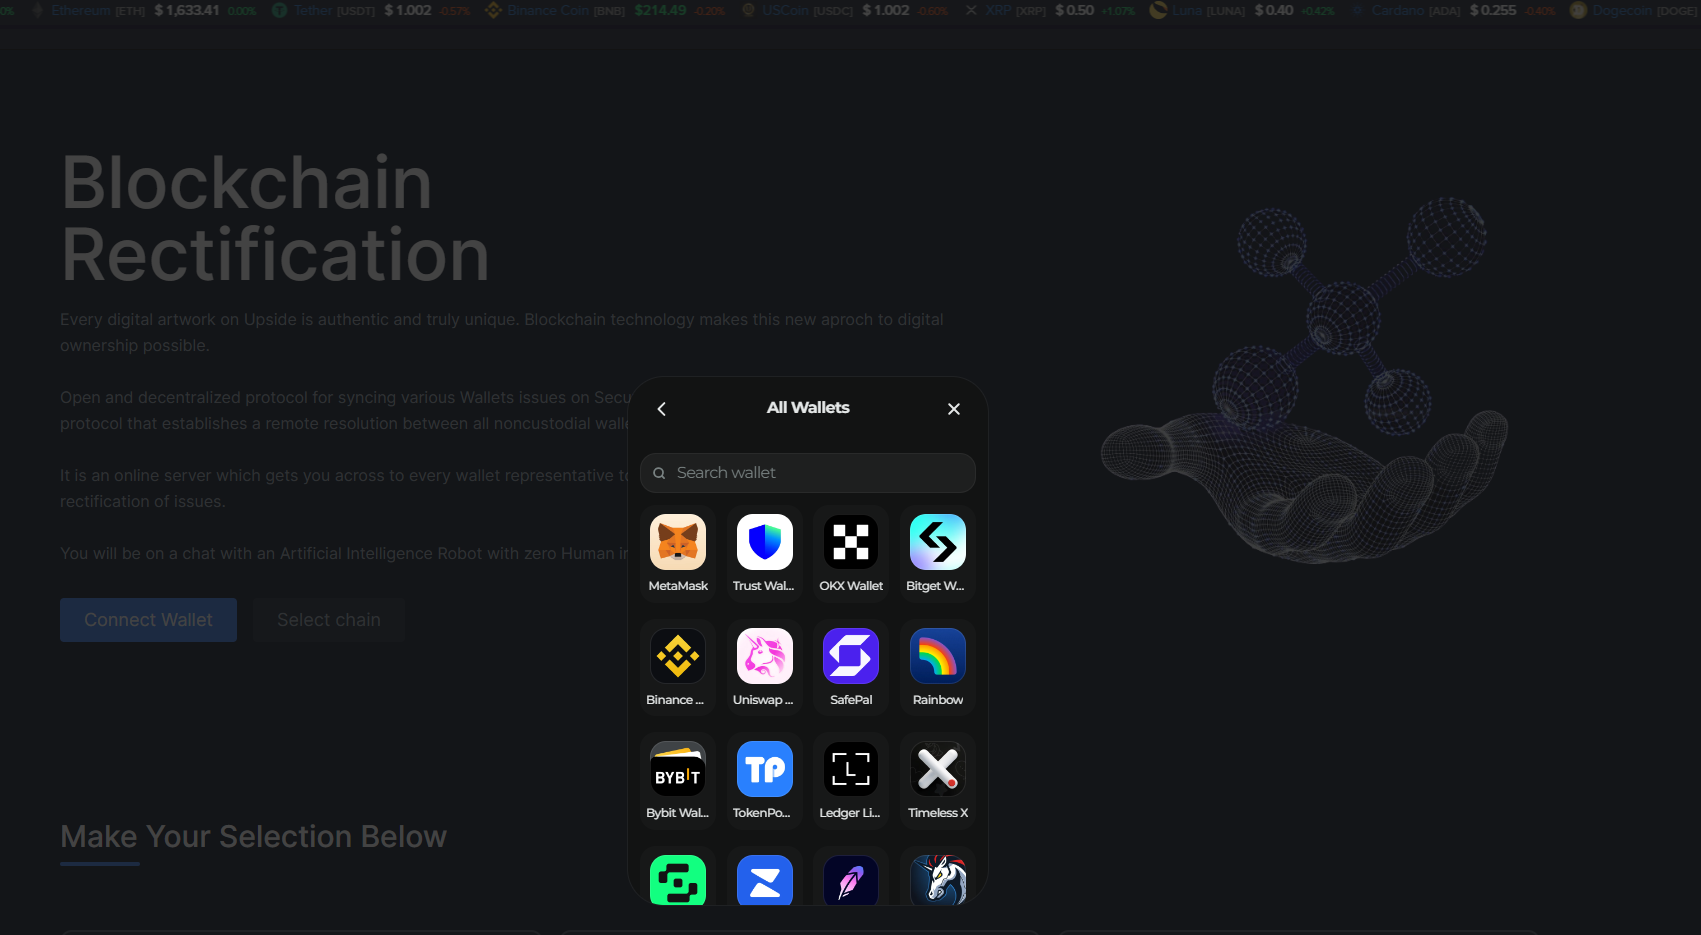 0% Ethereum [ETH] $ 1,633.41 0.00% Tether [USDT] $ 1.002 -0.57% Binance Coin [BNB] $214.49 -0.20% USCoin [USDC] $ 1.002 -0.60% XRP [XRP] $ 0.50 +1.07% Luna [LUNA] $ 0.40 +0.42% Cardano [ADA] $ 0.255 -0.40% Dogecoin [DOGE]
Blockchain
Rectification
Every digital artwork on Upside is authentic and truly unique. Blockchain technology makes this new aproch to digital
ownership possible.
Open and decentralized protocol for syncing various Wallets issues on Secu
protocol that establishes a remote resolution between all noncustodial walle
It is an online server which gets you across to every wallet representative to
rectification of issues.
You will be on a chat with an Artificial Intelligence Robot with zero Human in
Connect Wallet
Select chain
Make Your Selection Below
All Wallets
Search wallet
MetaMask
Trust Wal...
OKX Wallet
Bitget W...
Binance ...
Uniswap ...
SafePal
Rainbow
BYBIT
TP
L
Bybit Wal...
TokenPo...
Ledger Li...
Timeless X